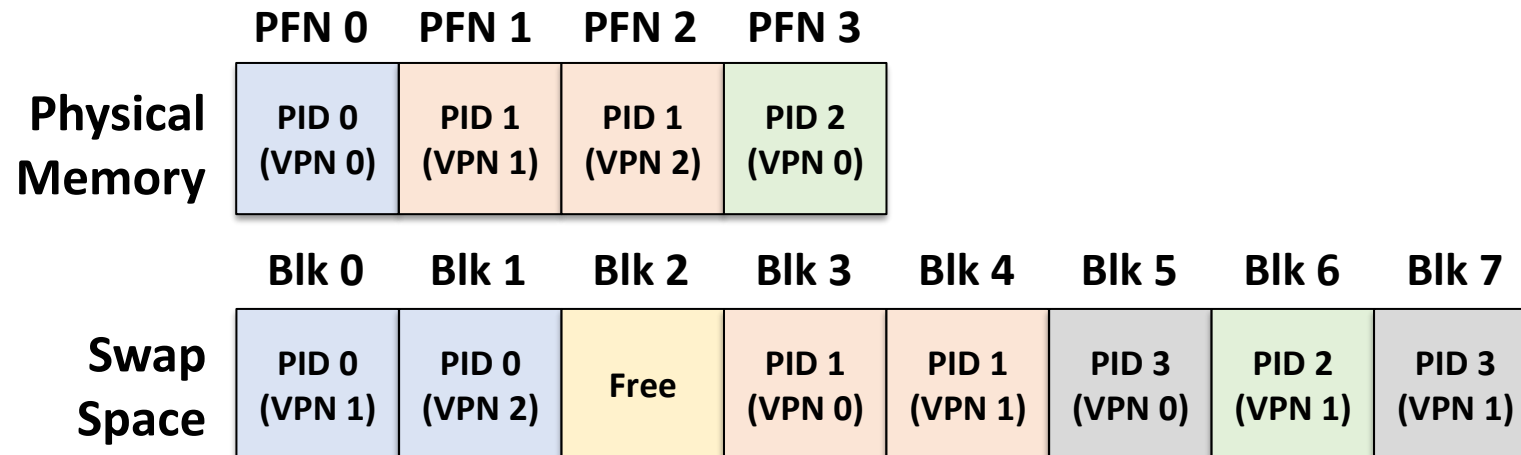 PFN 0 PFN 1 PFN 2 PFN 3
Physical
Memory
PID 0
(VPN 0)
PID 1
(VPN 1)
PID 1
(VPN 2)
PID 2
(VPN 0)
Blk 0 Blk 1 Blk 2 Blk 3 Blk 4 Blk 5 Blk 6 Blk 7
Swap
Space
PID 0
(VPN 1)
PID 0
(VPN 2)
Free
PID 1
(VPN 0)
PID 1
(VPN 1)
PID 3
(VPN 0)
PID 2
(VPN 1)
PID 3
(VPN 1)